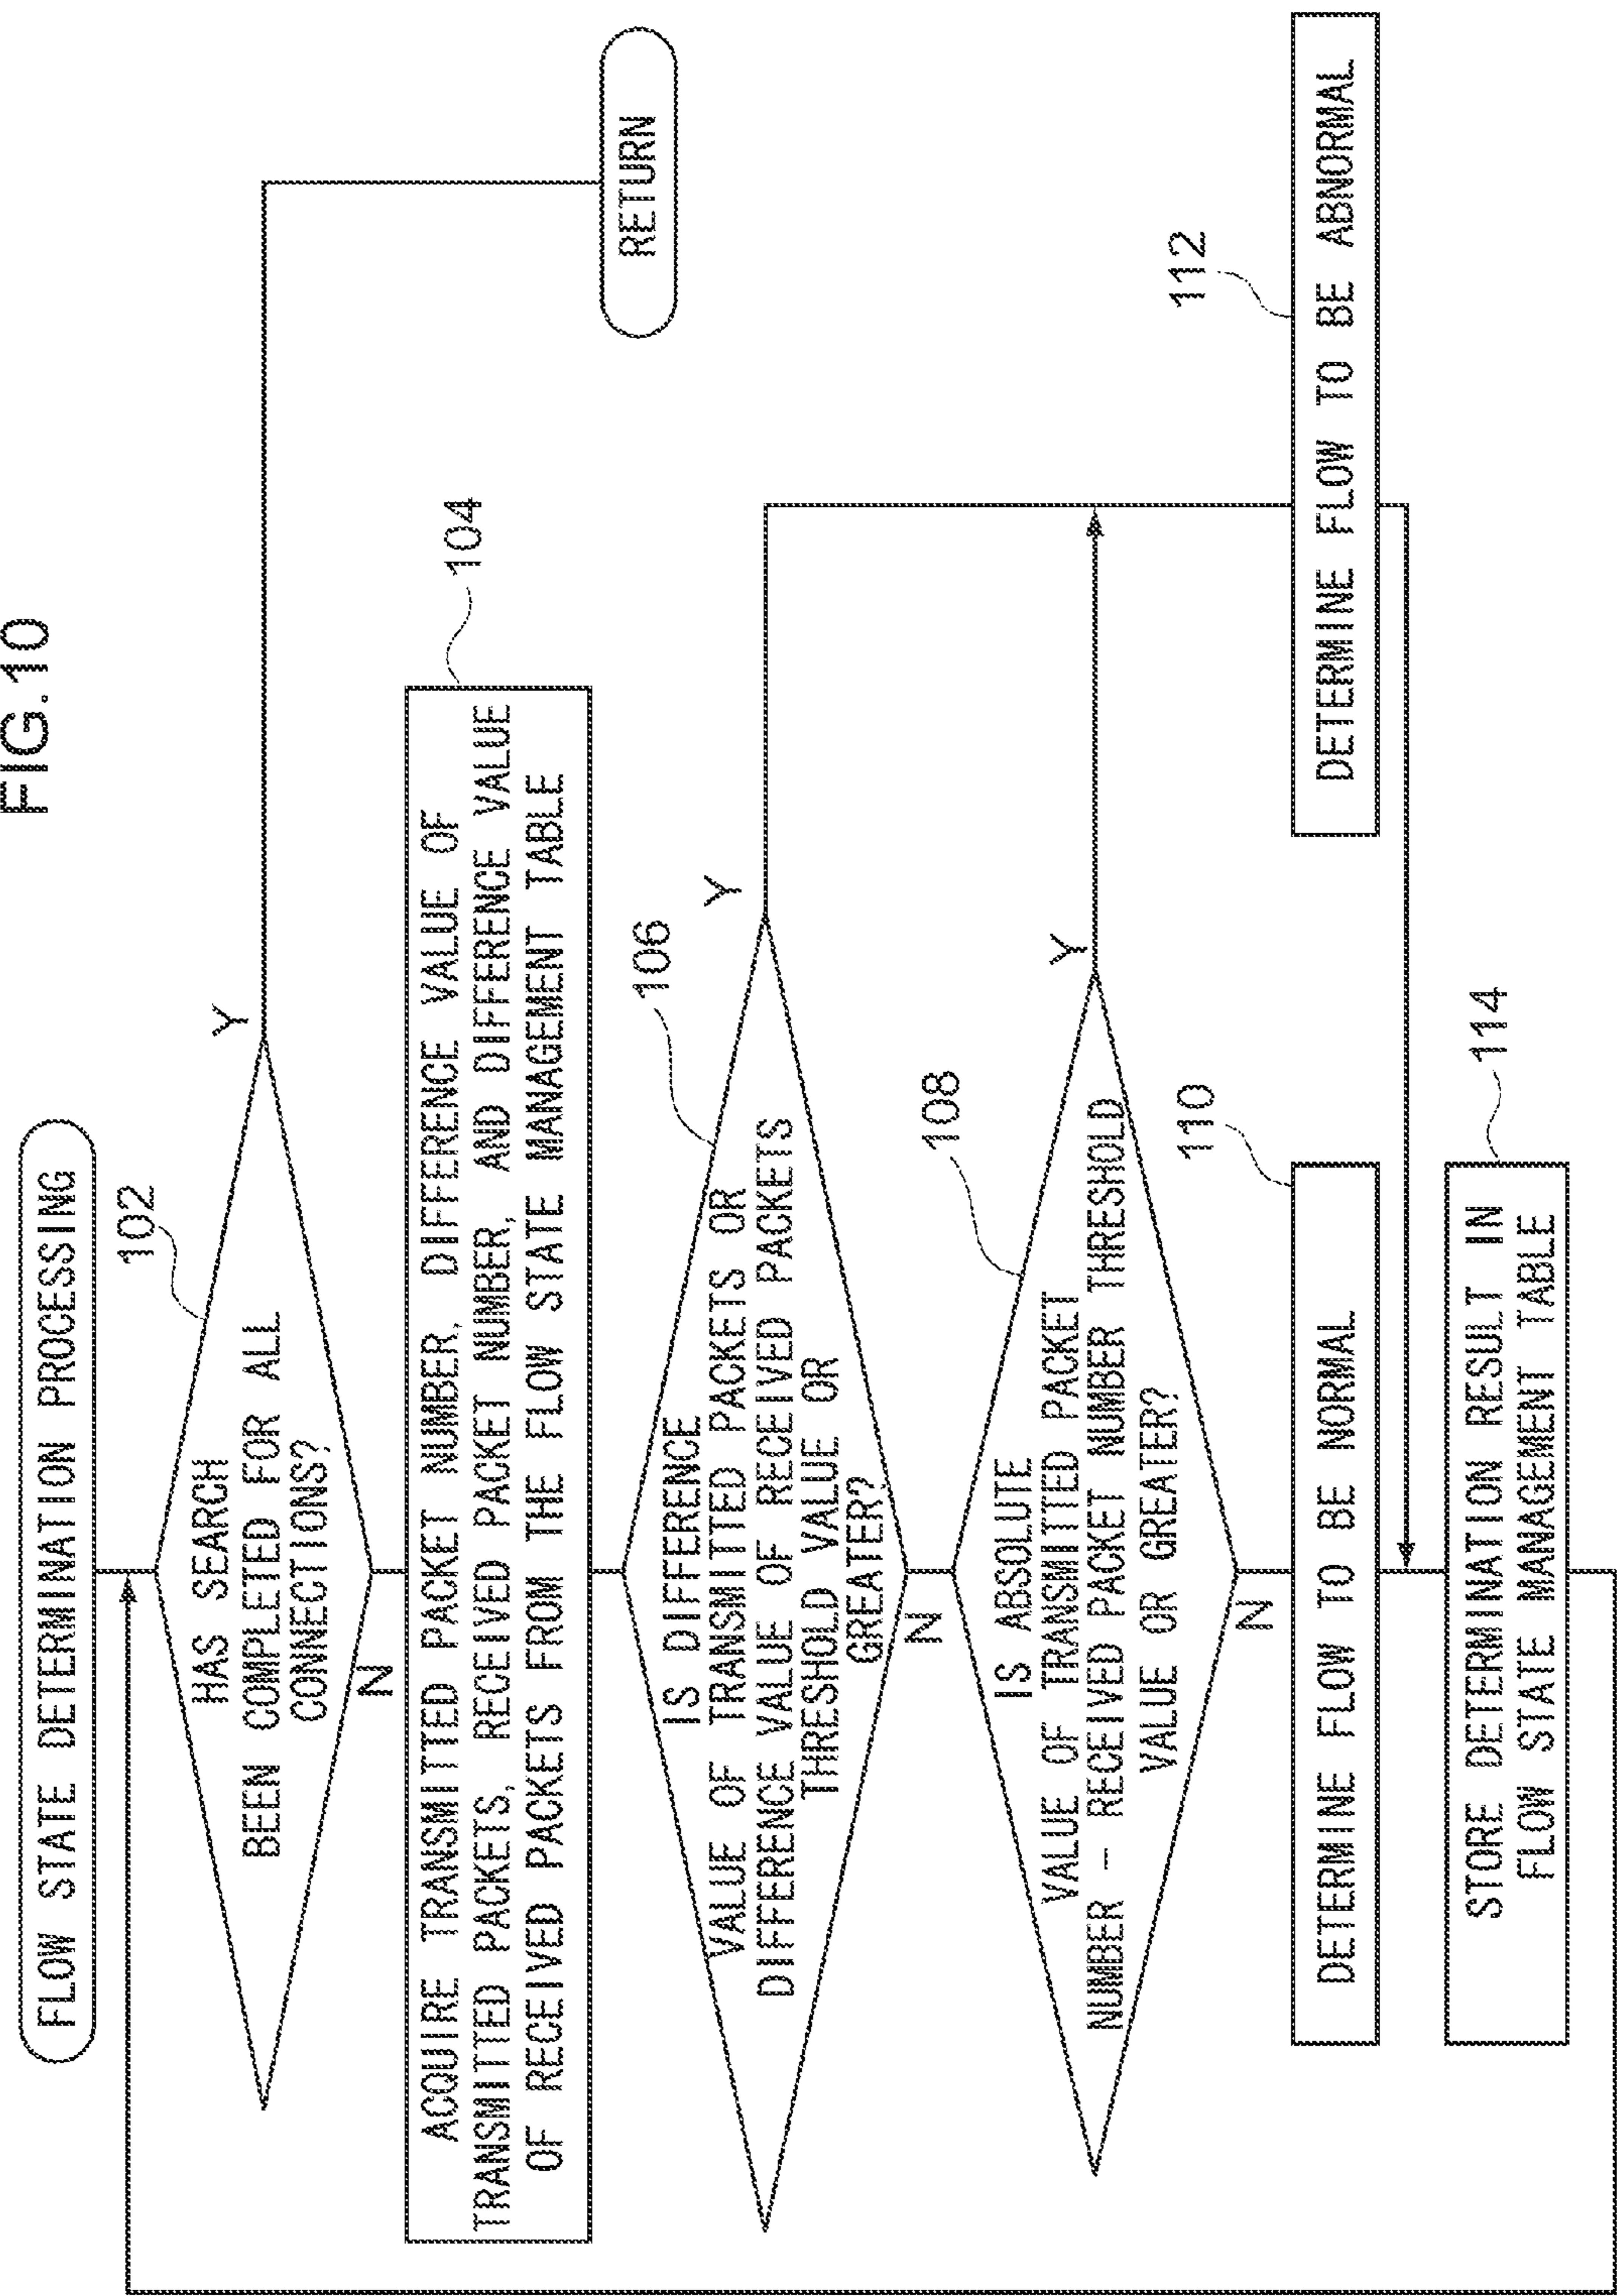 FIG.10
FLOW STATE DETERMINATION PROCESSING
102
HAS SEARCH
BEEN COMPLETED FOR ALL
CONNECTIONS?
Y
N
RETURN
104
ACQUIRE TRANSMITTED PACKET NUMBER, DIFFERENCE VALUE OF
TRANSMITTED PACKETS, RECEIVED PACKET NUMBER, AND DIFFERENCE VALUE
OF RECEIVED PACKETS FROM THE FLOW STATE MANAGEMENT TABLE
106
IS DIFFERENCE
VALUE OF TRANSMITTED PACKETS OR
DIFFERENCE VALUE OF RECEIVED PACKETS
THRESHOLD VALUE OR
GREATER?
Y
N
108
IS ABSOLUTE
VALUE OF TRANSMITTED PACKET
NUMBER - RECEIVED PACKET NUMBER THRESHOLD
VALUE OR GREATER?
Y
N
110
DETERMINE FLOW TO BE NORMAL
112
DETERMINE FLOW TO BE ABNORMAL
114
STORE DETERMINATION RESULT IN
FLOW STATE MANAGEMENT TABLE